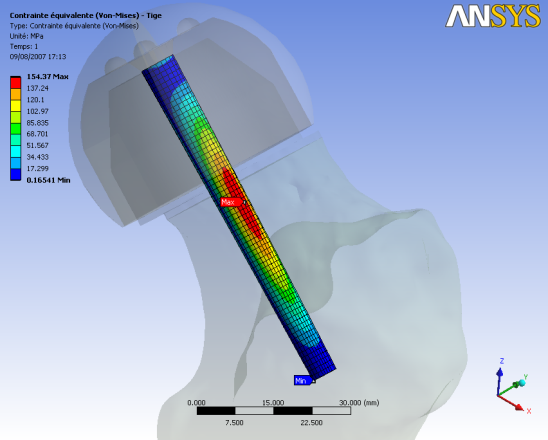 Contrainte équivalente (Von-Mises) - Tige
Type: Contrainte équivalente (Von-Mises)
Unité: MPa
Temps: 1
09/08/2007 17:13
ANSYS
154.37 Max
137.24
120.1
102.97
85.835
68.701
51.567
34.433
17.299
0.16541 Min
Max
Min
0.000 15.000 30.000 (mm)
7.500 22.500
Z
Y
X